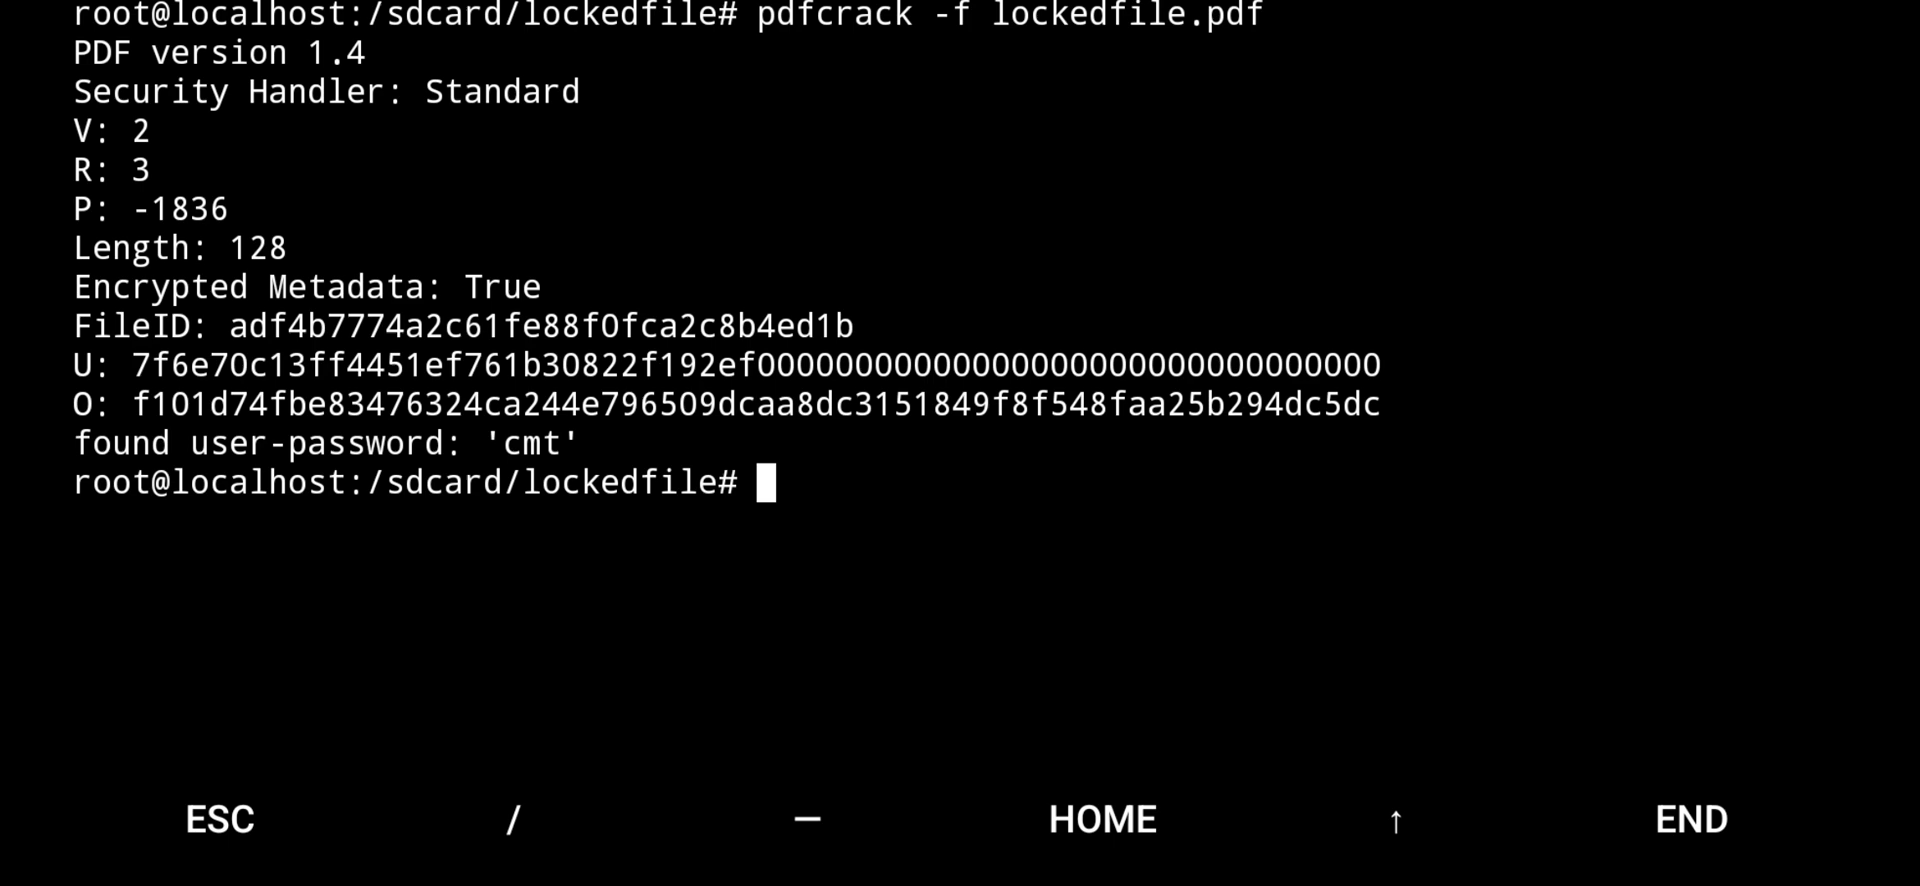 root@localhost:/sdcard/lockedfile# pdfcrack -f lockedfile.pdf
PDF version 1.4
Security Handler: Standard
V: 2
R: 3
P: -1836
Length: 128
Encrypted Metadata: True
FileID: adf4b7774a2c61fe88f0fca2c8b4ed1b
U: 7f6e70c13ff4451ef761b30822f192ef00000000000000000000000000000000
O: f101d74fbe83476324ca244e796509dcaa8dc3151849f8f548faa25b294dc5dc
found user-password: 'cmt'
root@localhost:/sdcard/lockedfile#
ESC / — HOME ↑ END